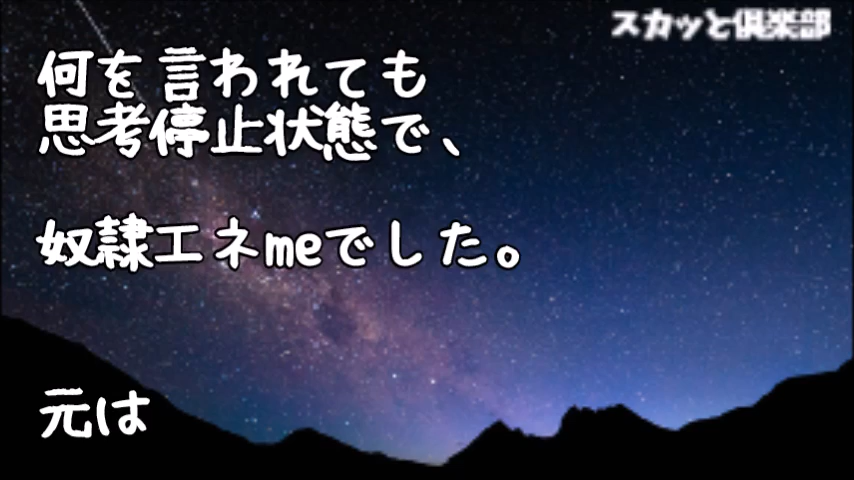 スカッと倶楽部
何を言われても
思考停止状態で、
奴隷エネmeでした。
元は